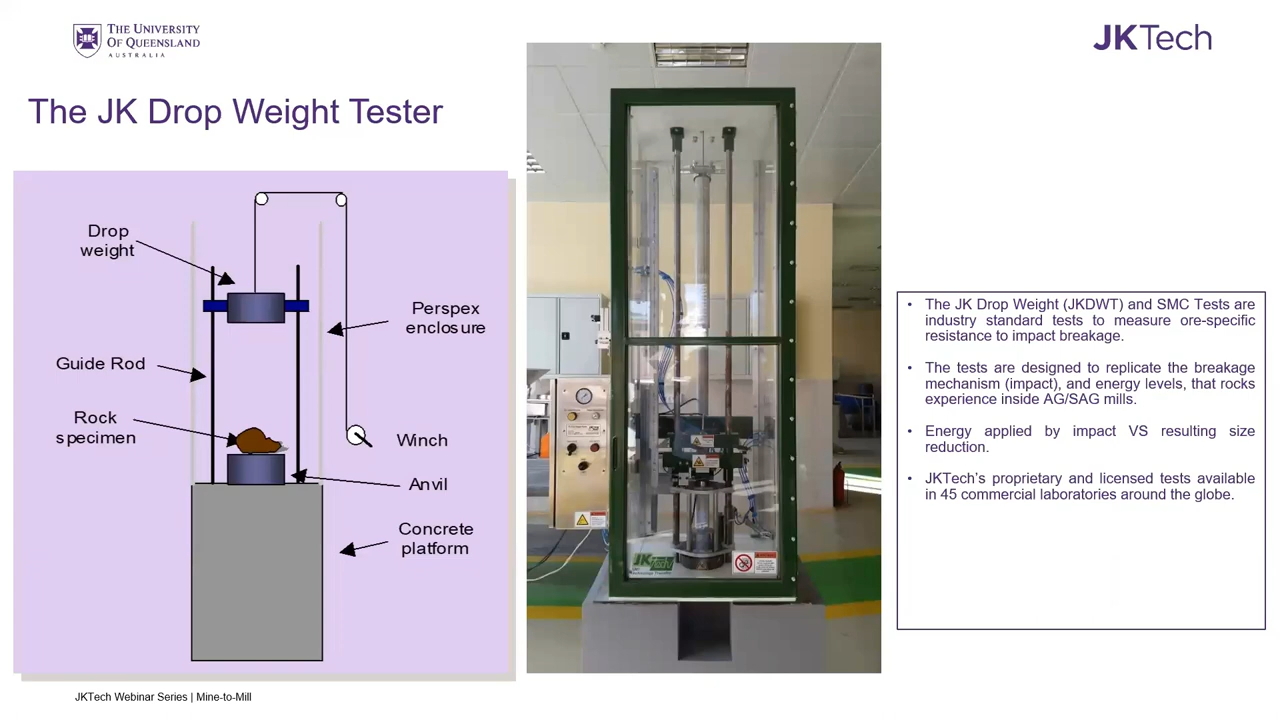 THE UNIVERSITY
OF QUEENSLAND
AUSTRALIA
JKTech
The JK Drop Weight Tester
Drop
weight
Perspex
enclosure
Guide Rod
Rock
specimen
Winch
Anvil
Concrete
platform
JKTech
• The JK Drop Weight (JKDWT) and SMC Tests are
industry standard tests to measure ore-specific
resistance to impact breakage.
• The tests are designed to replicate the breakage
mechanism (impact), and energy levels, that rocks
experience inside AG/SAG mills.
• Energy applied by impact VS resulting size
reduction.
• JKTech’s proprietary and licensed tests available
in 45 commercial laboratories around the globe.
JKTech Webinar Series | Mine-to-Mill